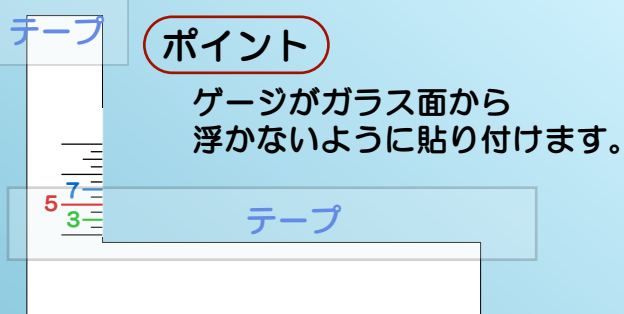 テープ
ポイント
ゲージがガラス面から
浮かないように貼り付けます。
7
5
3
テープ